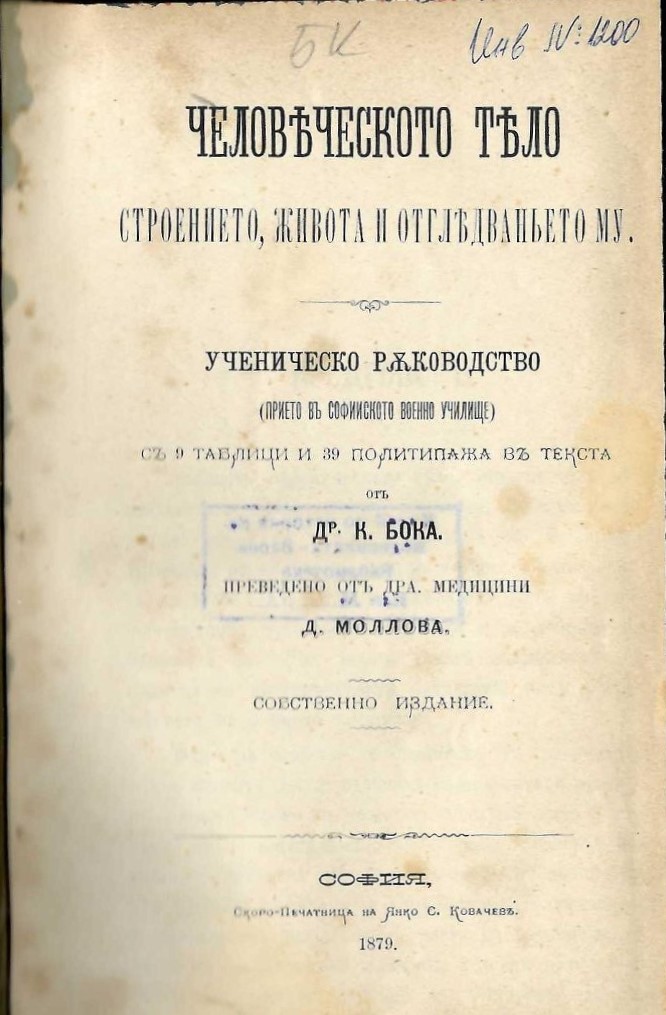 БК
Инв №: 1200
ЧЕЛОВѢЧЕСКОТО ТѢЛО
СТРОЕНИЕТО, ЖИВОТА И ОТГЛѢДВАНЬЕТО МУ.
УЧЕНИЧЕСКО РѪКОВОДСТВО
(ПРИЕТО ВЪ СОФИИСКОТО ВОЕННО УЧИЛИЩЕ)
СЪ 9 ТАБЛИЦИ И 39 ПОЛИТИПАЖА ВЪ ТЕКСТА
отъ
Др. К. БОКА.
ПРЕВЕДЕНО ОТЪ ДРА. МЕДИЦИНИ
Д. МОЛЛОВА.
СОБСТВЕННО ИЗДАНИЕ.
СОФИЯ,
Скоро-Печатница на Янко С. Ковачевъ.
1879.